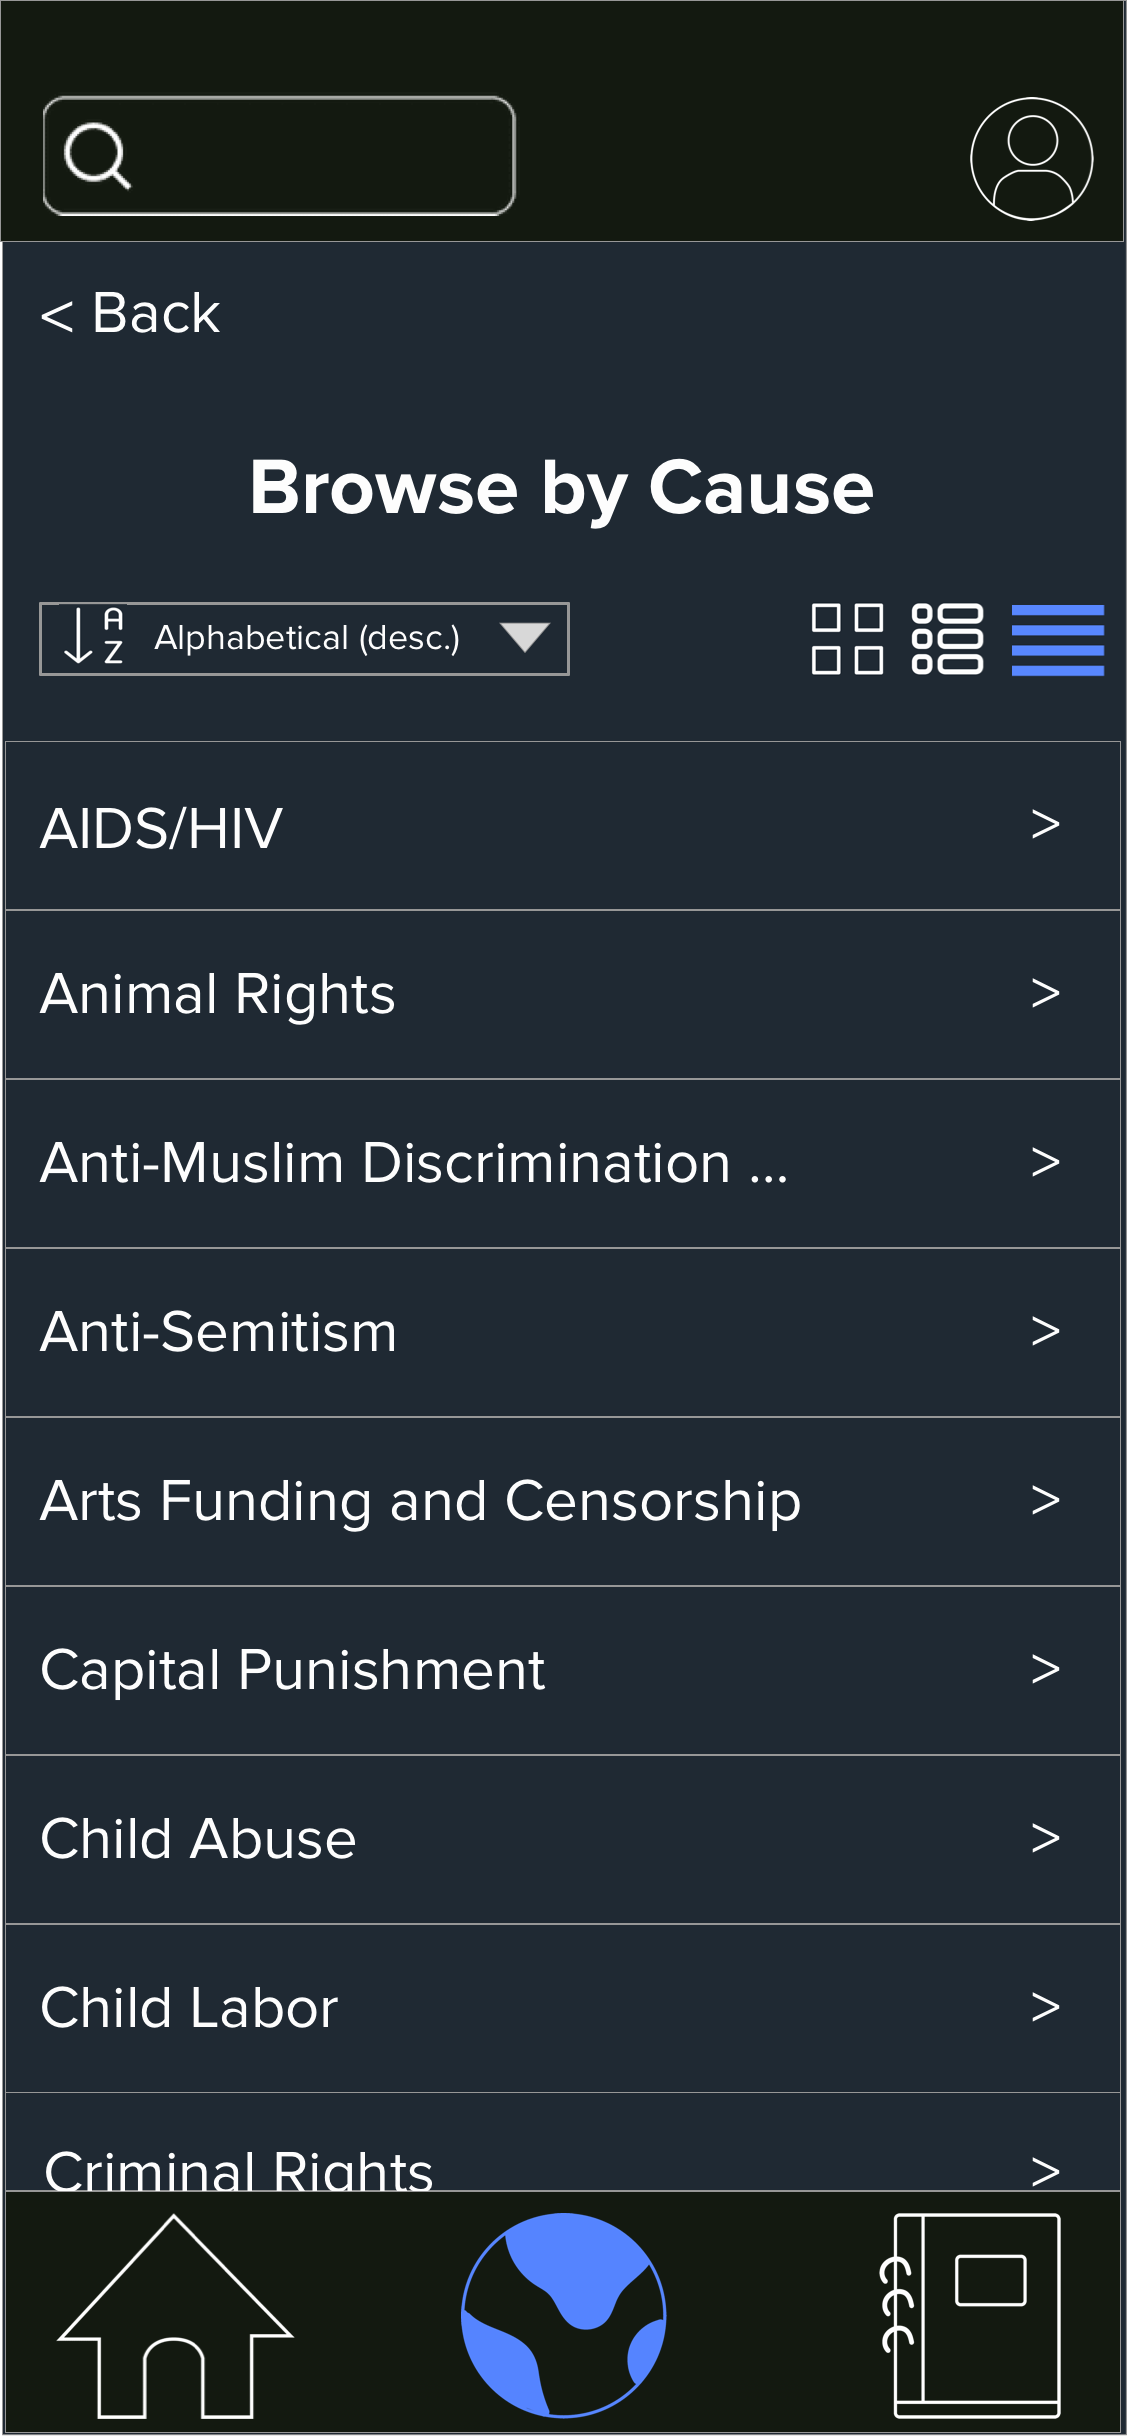 < Back
Browse by Cause
A
Z
Alphabetical (desc.)
AIDS/HIV >
Animal Rights >
Anti-Muslim Discrimination ... >
Anti-Semitism >
Arts Funding and Censorship >
Capital Punishment >
Child Abuse >
Child Labor >
Criminal Rights >